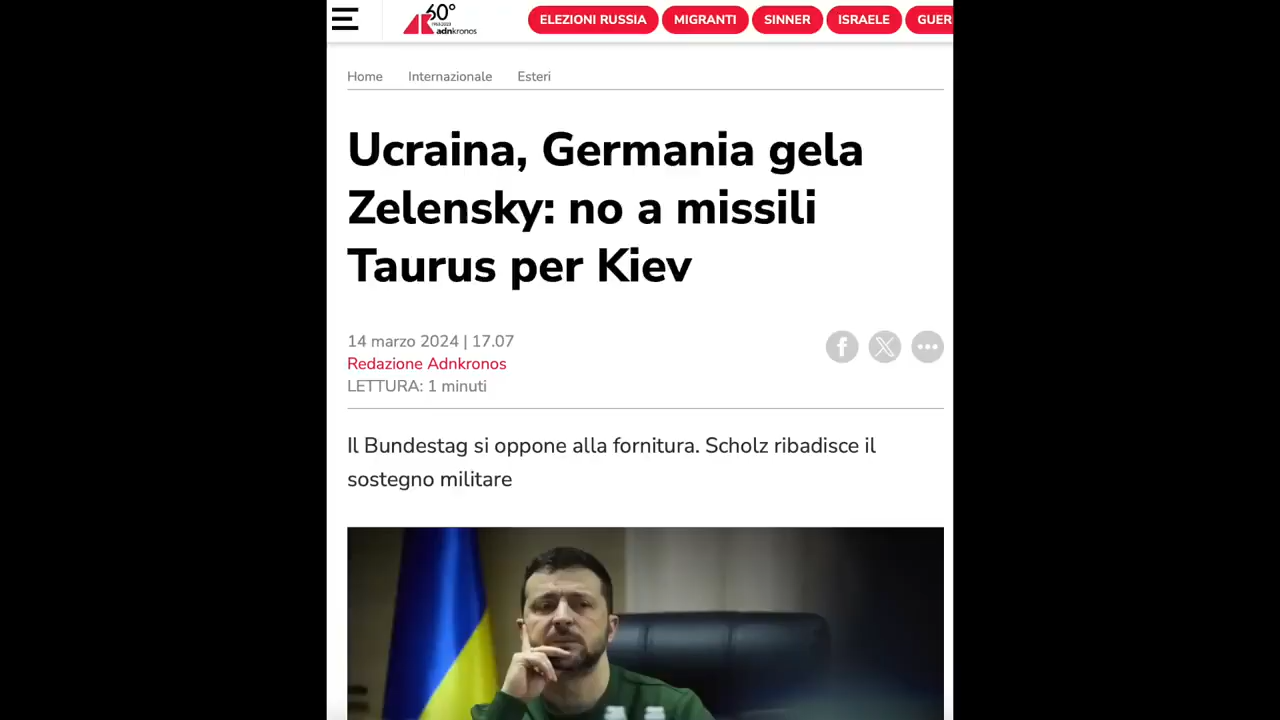 60°
1963-2023
adnkronos
ELEZIONI RUSSIA
MIGRANTI
SINNER
ISRAELE
GUER
Home
Internazionale
Esteri
Ucraina, Germania gela
Zelensky: no a missili
Taurus per Kiev
14 marzo 2024 | 17.07
Redazione Adnkronos
LETTURA: 1 minuti
Il Bundestag si oppone alla fornitura. Scholz ribadisce il
sostegno militare